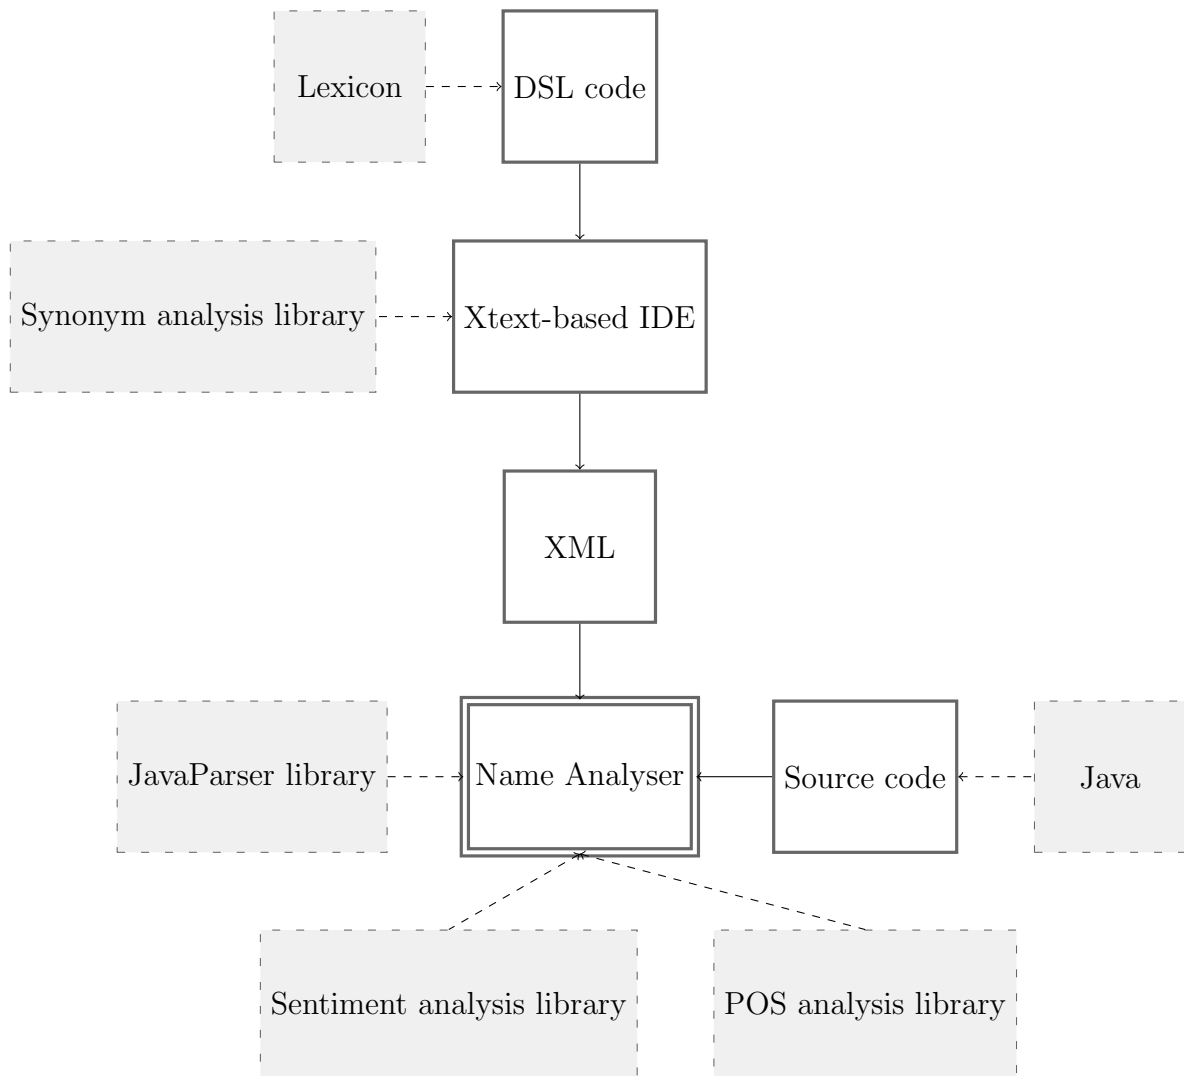 Lexicon
DSL code
Synonym analysis library
Xtext-based IDE
XML
JavaParser library
Name Analyser
Source code
Java
Sentiment analysis library
POS analysis library